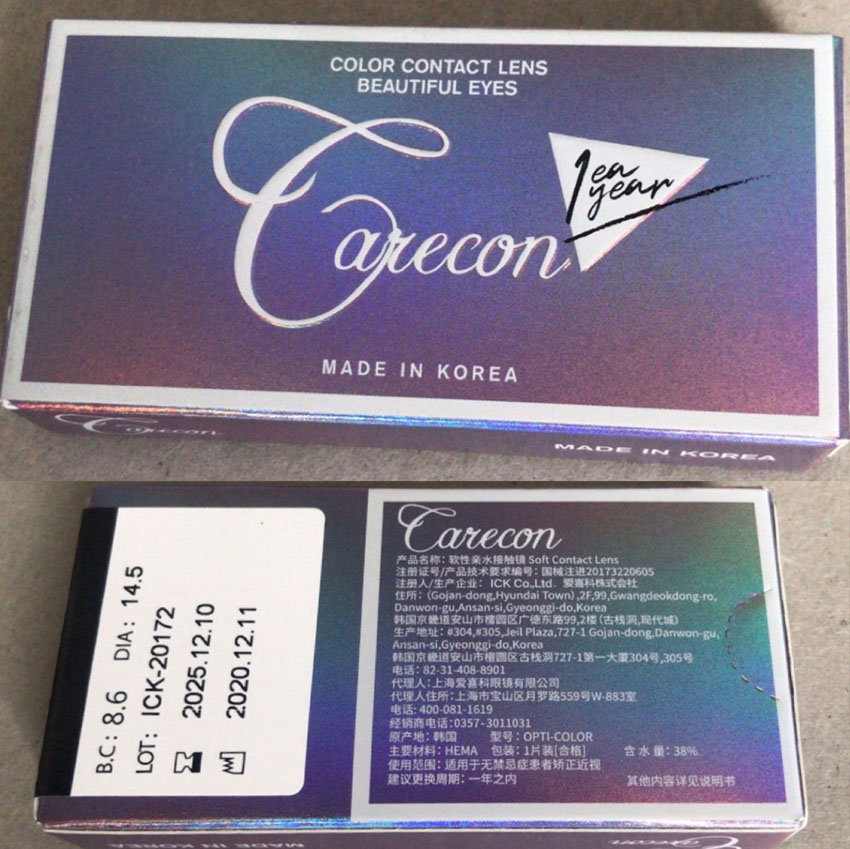 COLOR CONTACT LENS
BEAUTIFUL EYES
Carecon
1ea
year
MADE IN KOREA
Carecon
MADE IN KOREA
B.C: 8.6 DIA: 14.5
LOT: ICK-20172
2025.12.10
2020.12.11
Carecon
产品名称: 软性亲水接触镜 Soft Contact Lens
注册证号/产品技术要求编号: 国械注进20173220605
注册人/生产企业: ICK Co.,Ltd. 爱喜科株式会社
住所: (Gojan-dong,Hyundai Town),2F,99,Gwangdeokdong-ro,
Danwon-gu,Ansan-si,Gyeonggi-do,Korea
韩国京畿道安山市檀园区广德东路99,2楼(古栈洞,现代城)
生产地址: #304,#305,Jeil Plaza,727-1 Gojan-dong,Danwon-gu,
Ansan-si,Gyeonggi-do,Korea
韩国京畿道安山市檀园区古栈洞727-1第一大厦304号,305号
电话: 82-31-408-8901
代理人:上海爱喜科眼镜有限公司
代理人住所:上海市宝山区月罗路559号W-883室
电话: 400-081-1619
经销商电话:0357-3011031
原产地: 韩国 型号: OPTI-COLOR
主要材料: HEMA 包装: 1片装[合格] 含水量: 38%
使用范围: 适用于无禁忌症患者矫正近视
建议更换周期: 一年之内 其他内容详见说明书
MADE IN KOREA
Carecon